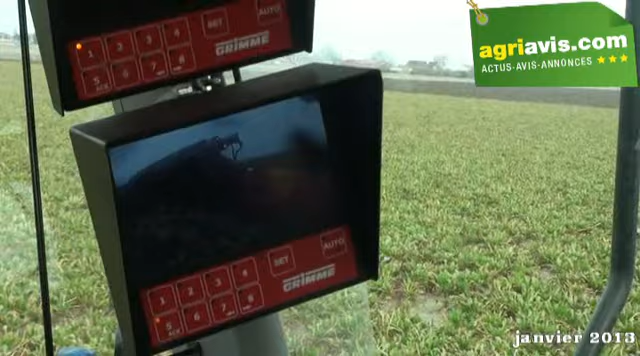 SET
AUTO
1 2 3 4
GRIMME
5 6 7 8
agriavis.com
ACTUS-AVIS-ANNONCES
SET
AUTO
1 2 3 4
GRIMME
5 6 7 8
janvier 2013